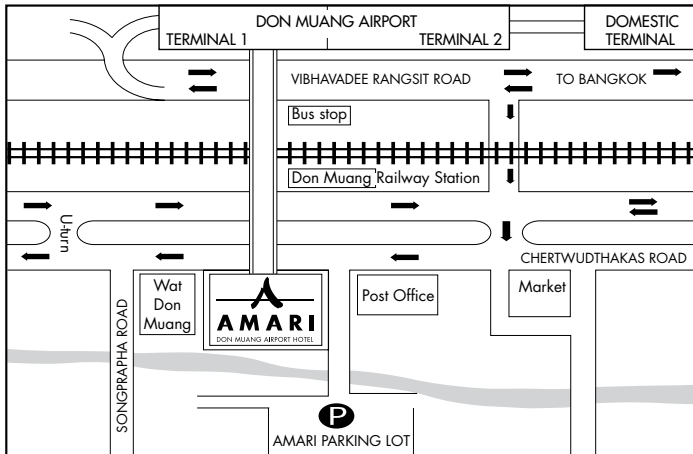 DON MUANG AIRPORT
TERMINAL 1
TERMINAL 2
DOMESTIC
TERMINAL
VIBHAVADEE RANGSIT ROAD
TO BANGKOK
Bus stop
Don Muang Railway Station
U-turn
CHERTWUDTHAKAS ROAD
SONGPRAPHA ROAD
Wat
Don
Muang
AMARI
DON MUANG AIRPORT HOTEL
Post Office
Market
P
AMARI PARKING LOT